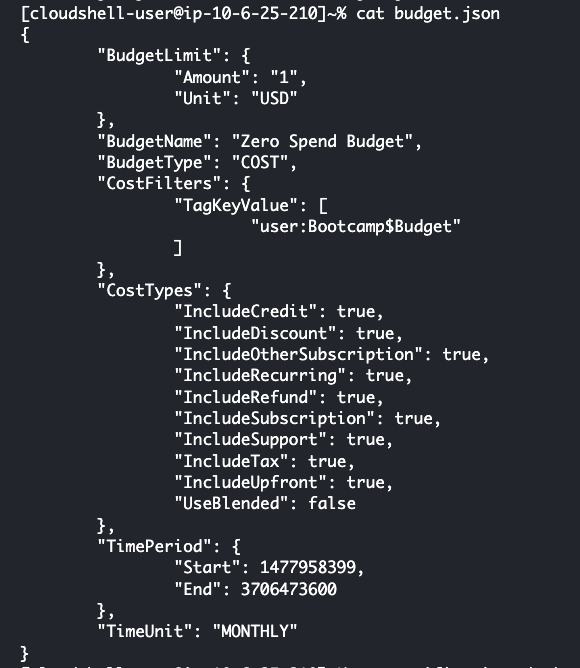 [cloudshell-user@ip-10-6-25-210]~% cat budget.json
{
        "BudgetLimit": {
                "Amount": "1",
                "Unit": "USD"
        },
        "BudgetName": "Zero Spend Budget",
        "BudgetType": "COST",
        "CostFilters": {
                "TagKeyValue": [
                        "user:Bootcamp$Budget"
                ]
        },
        "CostTypes": {
                "IncludeCredit": true,
                "IncludeDiscount": true,
                "IncludeOtherSubscription": true,
                "IncludeRecurring": true,
                "IncludeRefund": true,
                "IncludeSubscription": true,
                "IncludeSupport": true,
                "IncludeTax": true,
                "IncludeUpfront": true,
                "UseBlended": false
        },
        "TimePeriod": {
                "Start": 1477958399,
                "End": 3706473600
        },
        "TimeUnit": "MONTHLY"
}